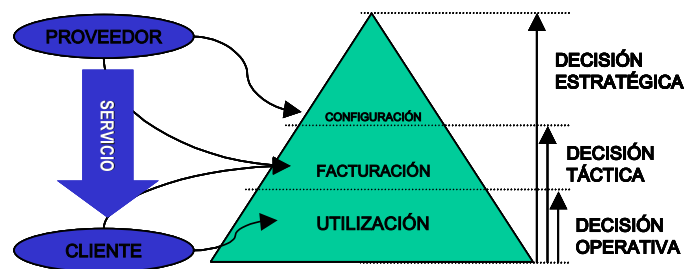 PROVEEDOR
SERVICIO
CLIENTE
CONFIGURACIÓN
FACTURACIÓN
UTILIZACIÓN
DECISIÓN
ESTRATÉGICA
DECISIÓN
TÁCTICA
DECISIÓN
OPERATIVA